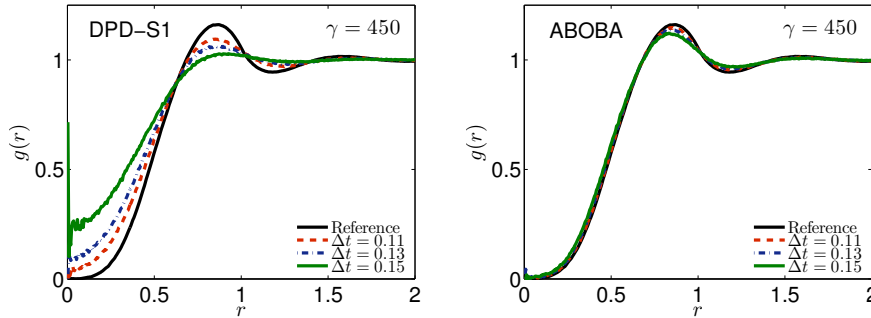 DPD−S1
γ = 450
1
0.5
0
g(r)
Reference
Δt = 0.11
Δt = 0.13
Δt = 0.15
0 0.5 1 1.5 2
r
ABOBA
γ = 450
1
0.5
0
g(r)
Reference
Δt = 0.11
Δt = 0.13
Δt = 0.15
0 0.5 1 1.5 2
r